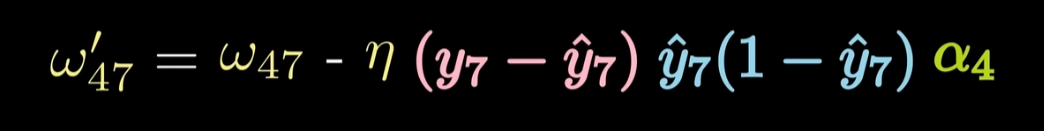 ω′₄₇ = ω₄₇ - η (y₇ − ŷ₇) ŷ₇(1 − ŷ₇) α₄